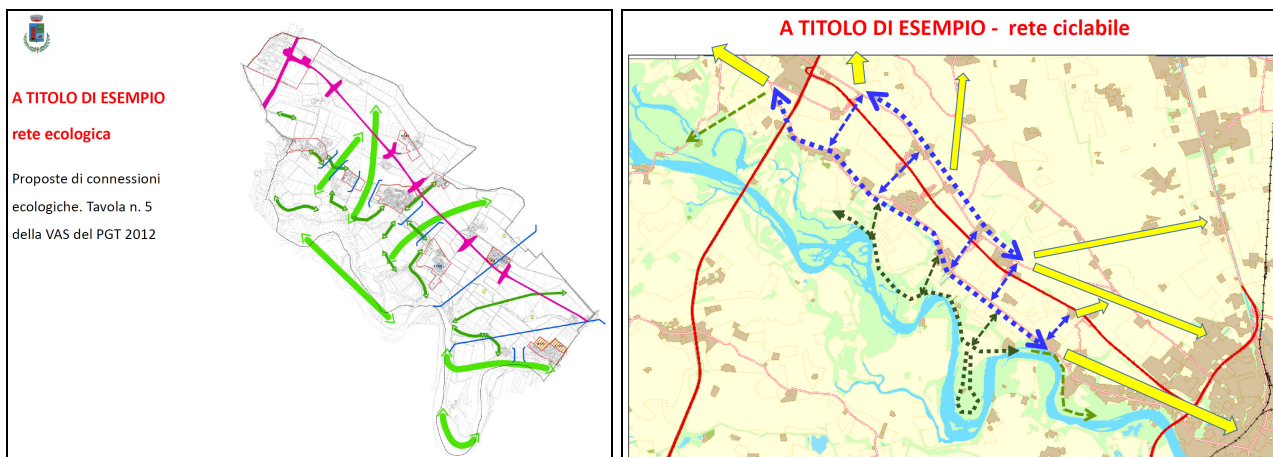 A TITOLO DI ESEMPIO
rete ecologica
Proposte di connessioni
ecologiche. Tavola n. 5
della VAS del PGT 2012
A TITOLO DI ESEMPIO - rete ciclabile